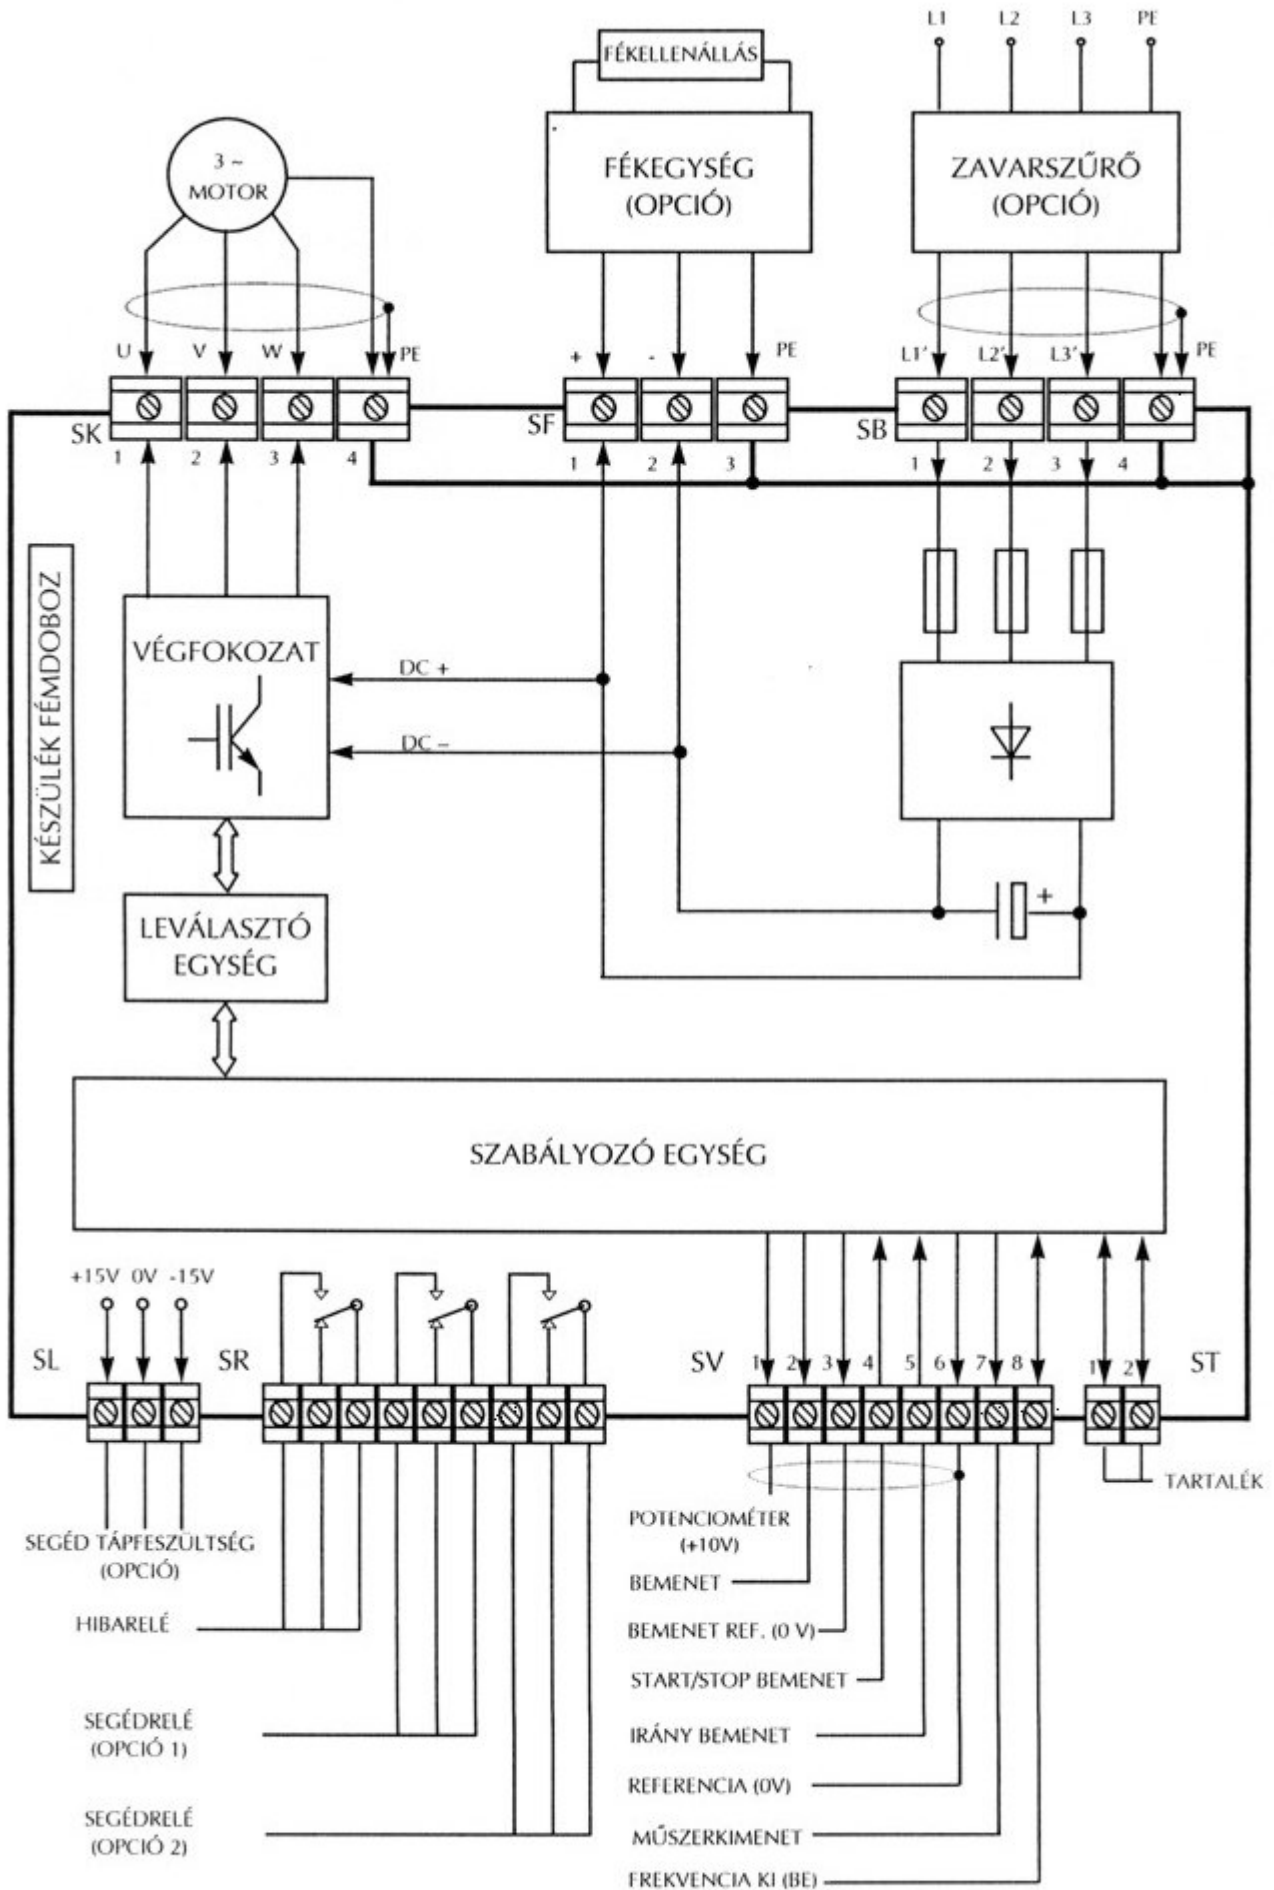 L1 L2 L3 PE
FÉKELLENÁLLÁS
3 ~
MOTOR
FÉKEGYSÉG
(OPCIÓ)
ZAVARSZŰRŐ
(OPCIÓ)
U V W PE
+ - PE
L1' L2' L3' PE
SK
SF
SB
1 2 3 4
1 2 3
1 2 3 4
KÉSZÜLÉK FÉMDOBOZ
VÉGFOKOZAT
DC +
DC –
+
LEVÁLASZTÓ
EGYSÉG
SZABÁLYOZÓ EGYSÉG
+15V 0V -15V
SL
SR
SV
1 2 3 4 5 6 7 8
1 2
ST
TARTALÉK
SEGÉD TÁPFESZÜLTSÉG
(OPCIÓ)
HIBARELÉ
SEGÉDRELÉ
(OPCIÓ 1)
SEGÉDRELÉ
(OPCIÓ 2)
POTENCIOMÉTER
(+10V)
BEMENET
BEMENET REF. (0 V)
START/STOP BEMENET
IRÁNY BEMENET
REFERENCIA (0V)
MŰSZERKIMENET
FREKVENCIA KI (BE)